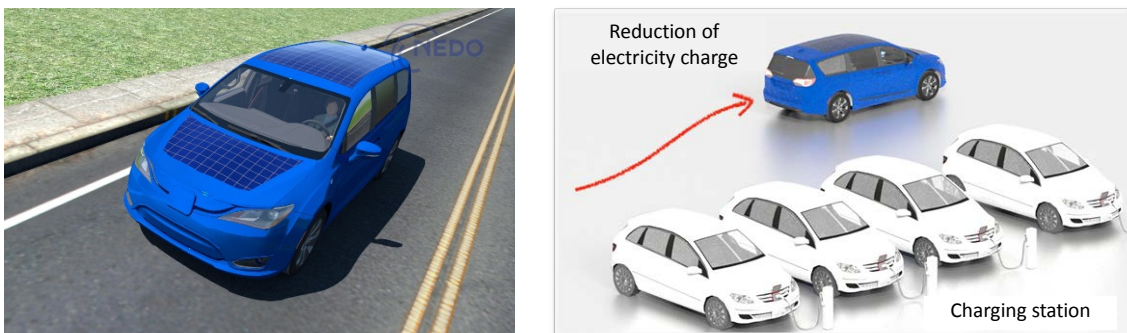 NEDO
Reduction of
electricity charge
Charging station